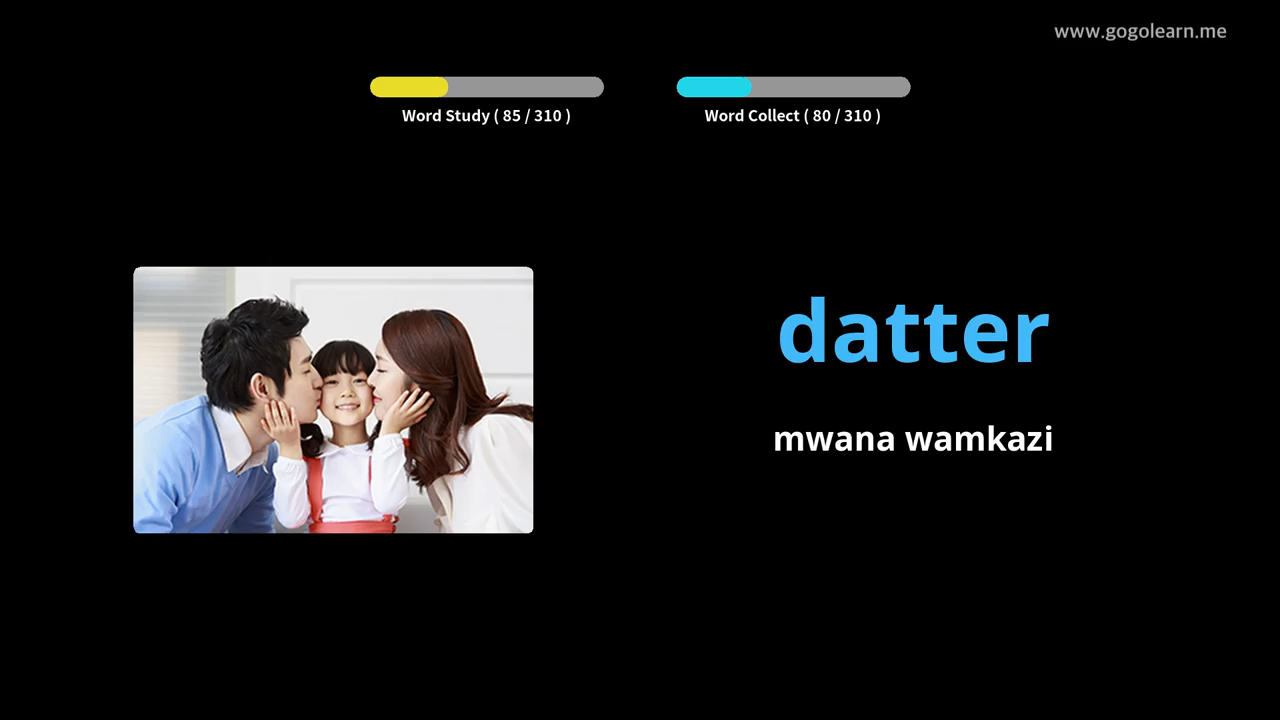 www.gogolearn.me
Word Study ( 85 / 310 )
Word Collect ( 80 / 310 )
datter
mwana wamkazi